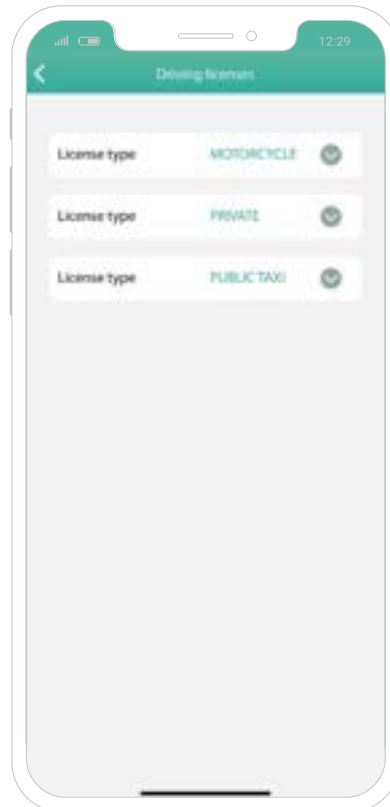 12:29
Driving licenses
License type MOTORCYCLE
License type PRIVATE
License type PUBLIC TAXI